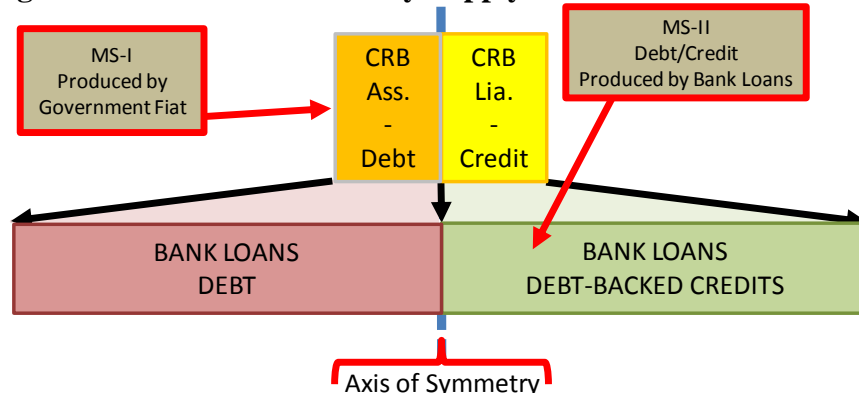 MS-I
Produced by
Government Fiat
CRB
Ass.
-
Debt
CRB
Lia.
-
Credit
MS-II
Debt/Credit
Produced by Bank Loans
BANK LOANS
DEBT
BANK LOANS
DEBT-BACKED CREDITS
Axis of Symmetry